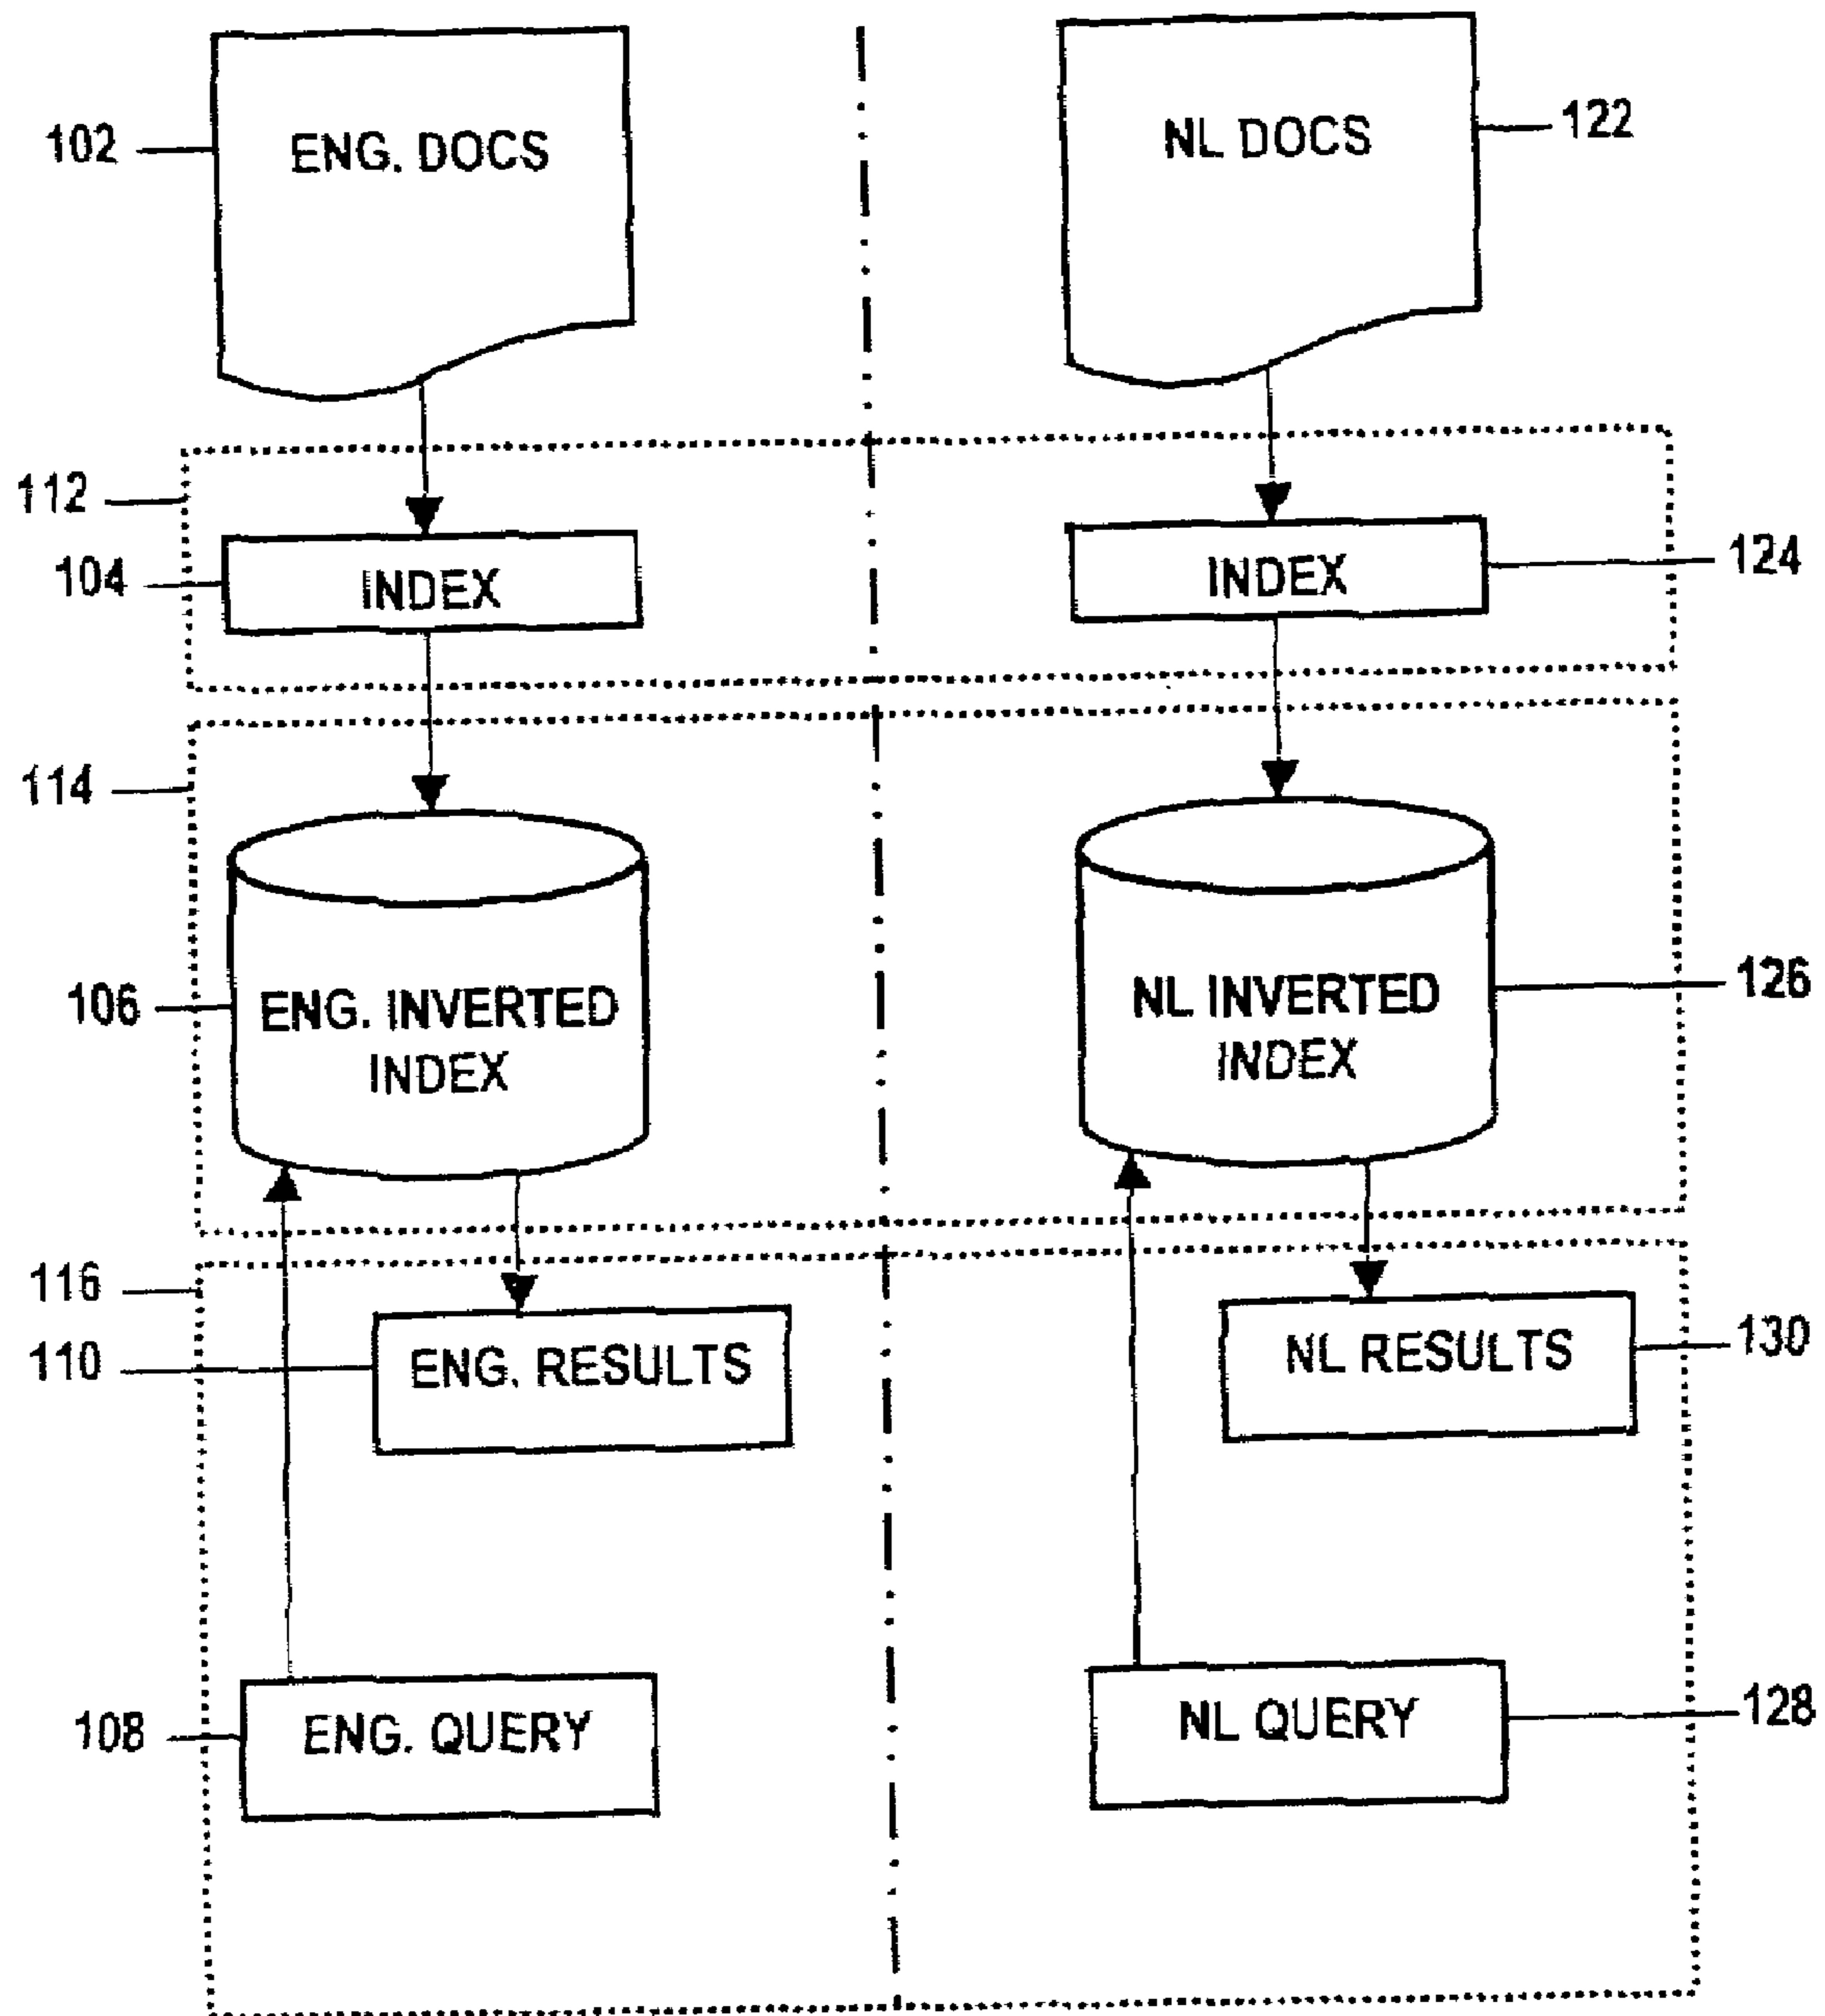 102
ENG. DOCS
NL DOCS
122
112
104
INDEX
INDEX
124
114
106
ENG. INVERTED
INDEX
NL INVERTED
INDEX
126
116
110
ENG. RESULTS
NL RESULTS
130
108
ENG. QUERY
NL QUERY
128